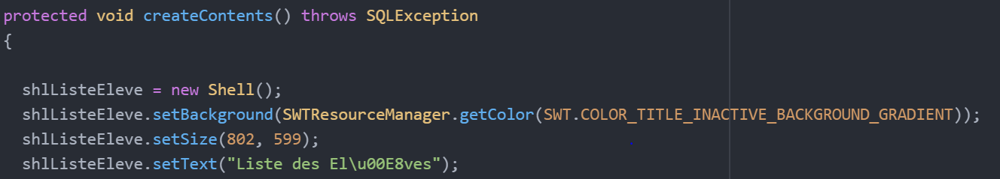 protected void createContents() throws SQLException
{
shlListeEleve = new Shell();
shlListeEleve.setBackground(SWTResourceManager.getColor(SWT.COLOR_TITLE_INACTIVE_BACKGROUND_GRADIENT));
shlListeEleve.setSize(802, 599);
shlListeEleve.setText("Liste des El\u00E8ves");